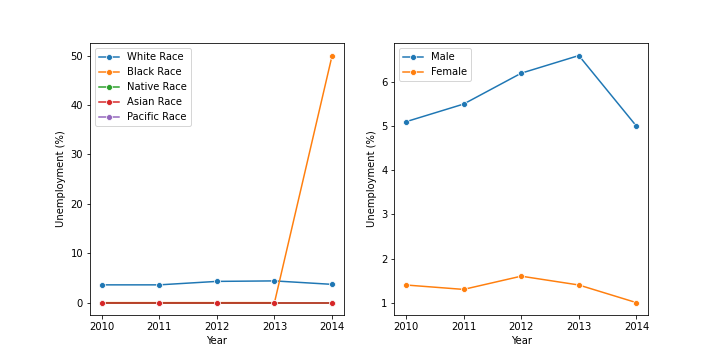 White Race
Black Race
Native Race
Asian Race
Pacific Race
Unemployment (%)
50
40
30
20
10
0
2010 2011 2012 2013 2014
Year
Male
Female
Unemployment (%)
6
5
4
3
2
1
2010 2011 2012 2013 2014
Year